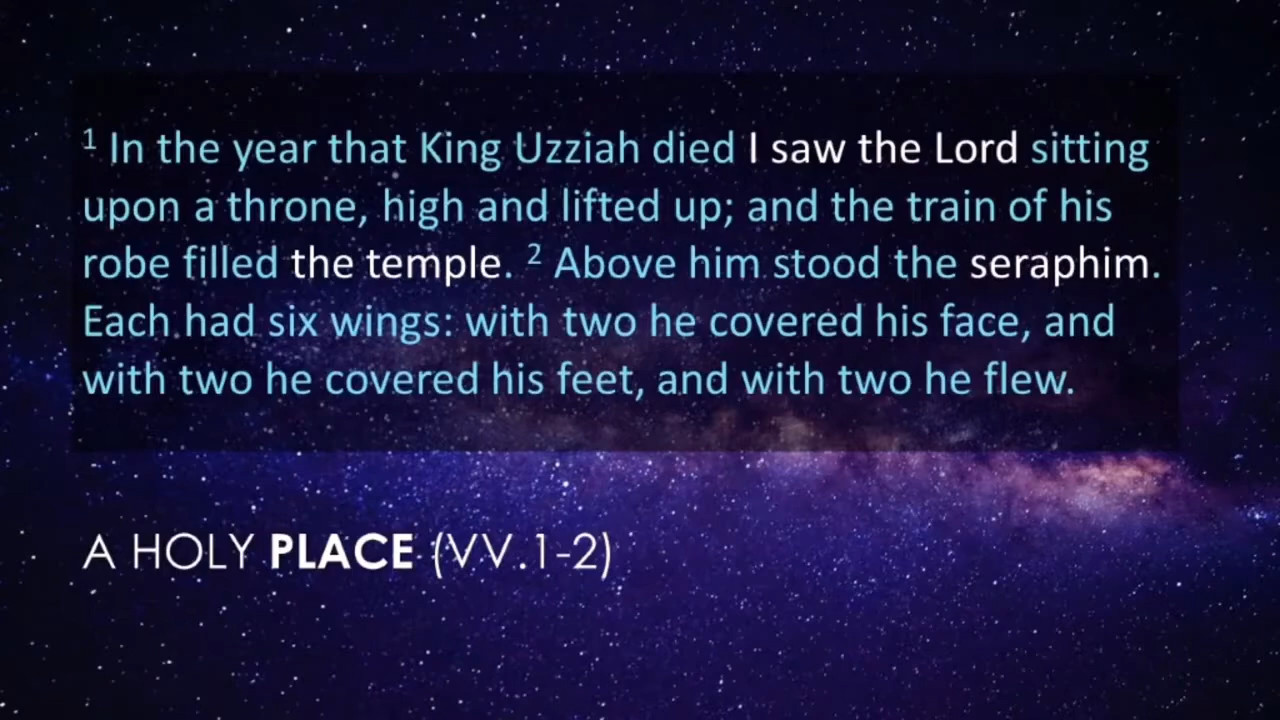 ¹ In the year that King Uzziah died I saw the Lord sitting
upon a throne, high and lifted up; and the train of his
robe filled the temple. ² Above him stood the seraphim.
Each had six wings: with two he covered his face, and
with two he covered his feet, and with two he flew.
A HOLY PLACE (VV.1-2)